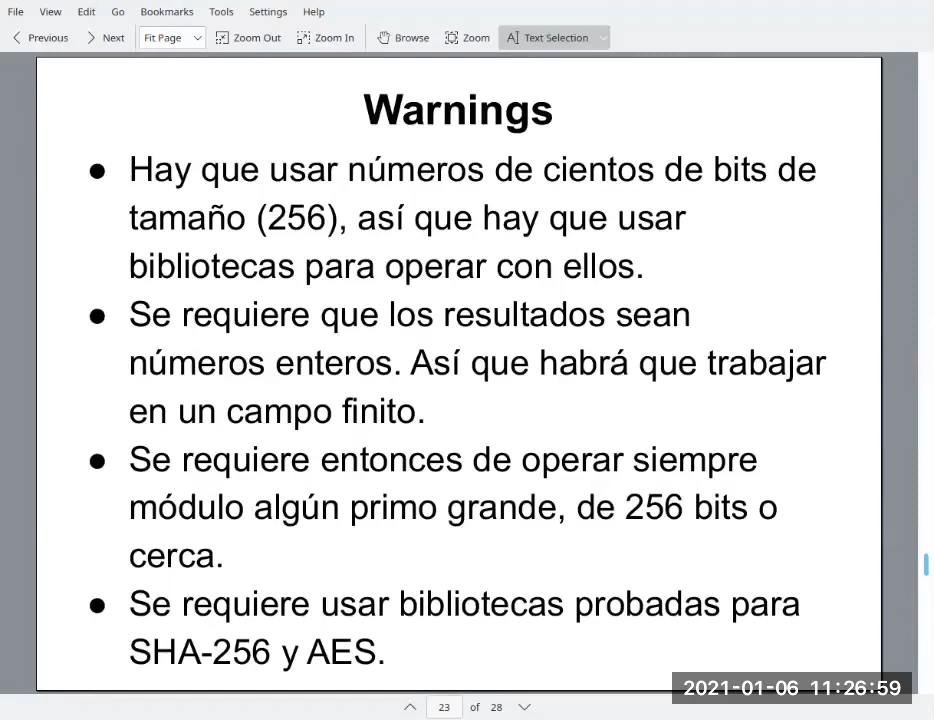 File View Edit Go Bookmarks Tools Settings Help
Previous Next Fit Page Zoom Out Zoom In Browse Zoom Text Selection
Warnings
● Hay que usar números de cientos de bits de
tamaño (256), así que hay que usar
bibliotecas para operar con ellos.
● Se requiere que los resultados sean
números enteros. Así que habrá que trabajar
en un campo finito.
● Se requiere entonces de operar siempre
módulo algún primo grande, de 256 bits o
cerca.
● Se requiere usar bibliotecas probadas para
SHA-256 y AES.
2021-01-06 11:26:59
23 of 28